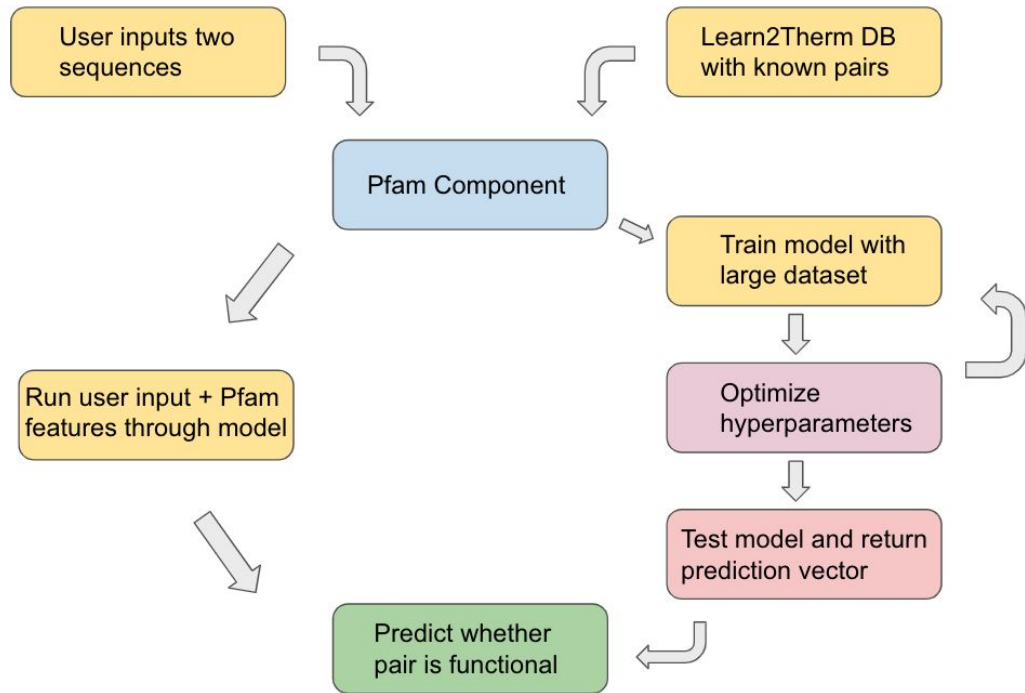 User inputs two
sequences
Learn2Therm DB
with known pairs
Pfam Component
Train model with
large dataset
Run user input + Pfam
features through model
Optimize
hyperparameters
Test model and return
prediction vector
Predict whether
pair is functional